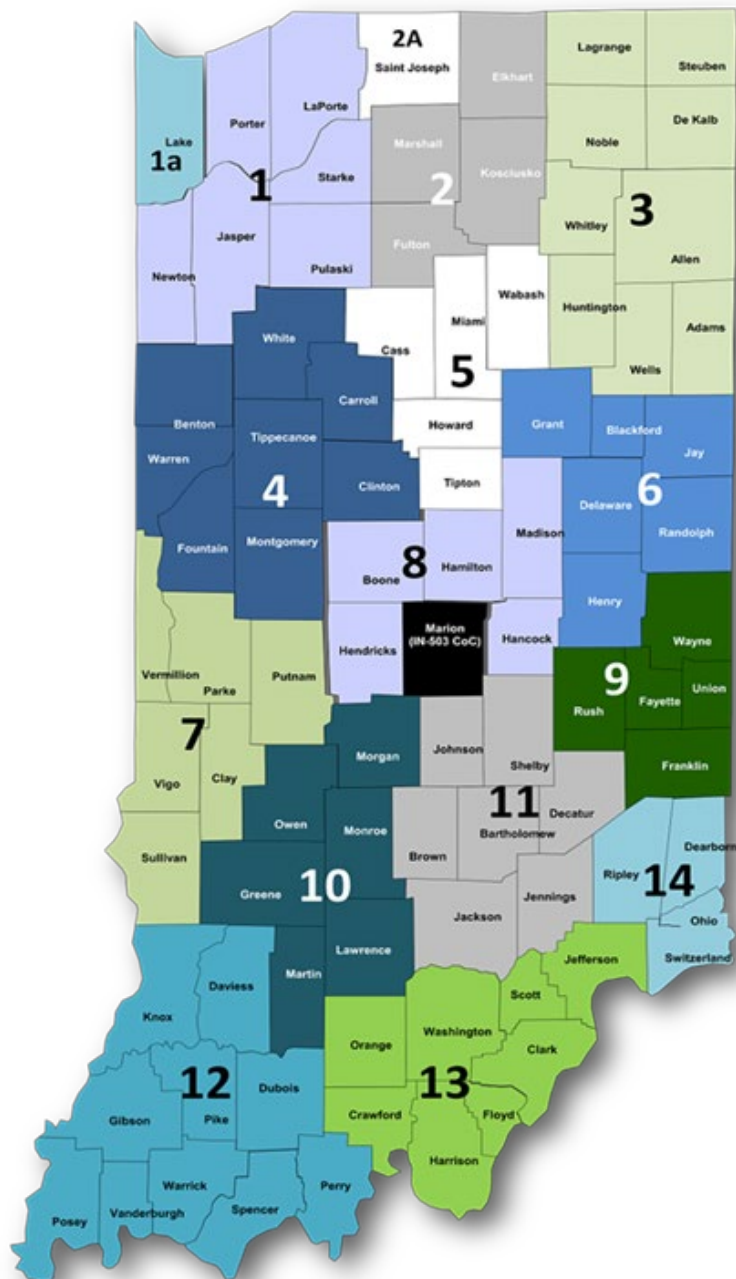 2A
Saint Joseph
Lagrange
Steuben
Elkhart
LaPorte
Porter
Lake
1a
De Kalb
Noble
Marshall
Kosciusko
Starke
1
2
3
Whitley
Jasper
Fulton
Allen
Newton
Pulaski
Wabash
Huntington
Miami
Adams
White
Cass
5
Wells
Carroll
Benton
Howard
Grant
Blackford
Tippecanoe
Jay
Warren
4
Clinton
Tipton
6
Delaware
Madison
Randolph
Fountain
Montgomery
8
Boone
Hamilton
Henry
Marion
(IN-503 CoC)
Hancock
Wayne
Hendricks
Vermillion
Parke
Putnam
9
Union
Fayette
Rush
7
Morgan
Johnson
Shelby
Franklin
Vigo
Clay
11
Decatur
Owen
Monroe
Bartholomew
Dearborn
Sullivan
Brown
Ripley
14
Greene
10
Jennings
Jackson
Ohio
Lawrence
Switzerland
Jefferson
Martin
Daviess
Scott
Knox
Washington
Orange
Clark
12
Dubois
13
Gibson
Pike
Crawford
Floyd
Harrison
Warrick
Perry
Posey
Vanderburgh
Spencer